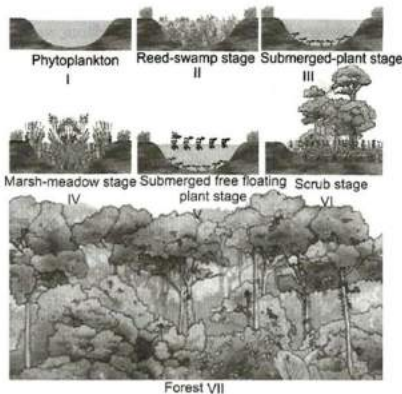 Phytoplankton
I
Reed-swamp stage
II
Submerged-plant stage
III
Marsh-meadow stage
IV
Submerged free floating
plant stage
V
Scrub stage
VI
Forest VII